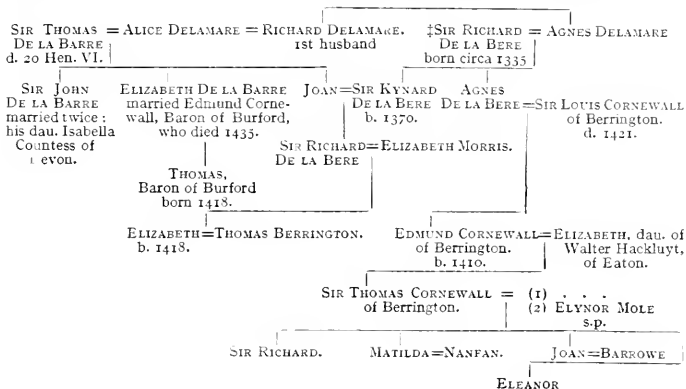 SIR THOMAS = ALICE DELAMARE = RICHARD DELAMARE. ‡SIR RICHARD = AGNES DELAMARE
DE LA BARRE 1st husband DE LA BERE
d. 20 Hen. VI. born circa 1335
SIR JOHN ELIZABETH DE LA BARRE JOAN=SIR KYNARD AGNES
DE LA BARRE married Edmund Corne- DE LA BERE DE LA BERE=SIR LOUIS CORNEWALL
married twice : wall, Baron of Burford, b. 1370. of Berrington.
his dau. Isabella who died 1435. d. 1421.
Countess of SIR RICHARD=ELIZABETH MORRIS.
evon. DE LA BERE
THOMAS,
Baron of Burford
born 1418.
ELIZABETH=THOMAS BERRINGTON. EDMUND CORNEWALL=ELIZABETH, dau. of
b. 1418. of Berrington. Walter Hackluyt,
b. 1410. of Eaton.
SIR THOMAS CORNEWALL = (1) . . .
of Berrington. (2) ELYNOR MOLE
s.p.
SIR RICHARD. MATILDA=NANFAN. JOAN=BARROWE
ELEANOR